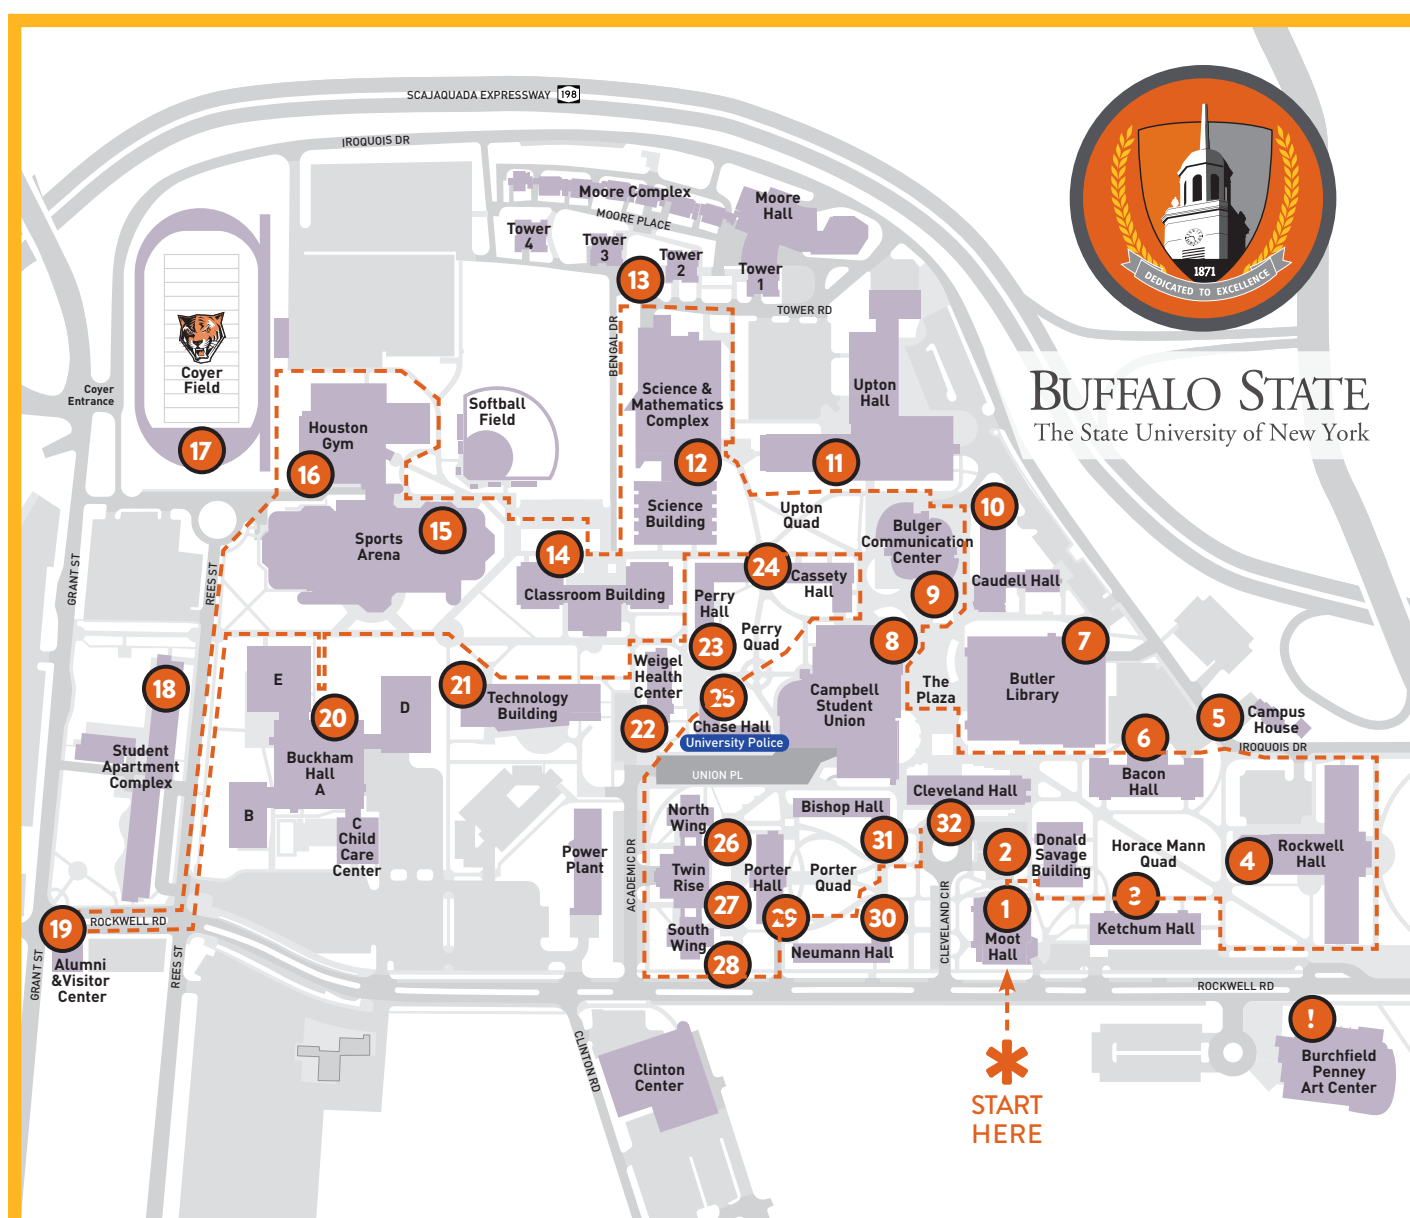 SCAJAQUADA EXPRESSWAY 198
IROQUOIS DR
1871
DEDICATED TO EXCELLENCE
BUFFALO STATE
The State University of New York
Moore Complex
MOORE PLACE
Moore
Hall
Tower
4
Tower
3
Tower
2
Tower
1
13
TOWER RD
BENGAL DR
Coyer
Field
Coyer
Entrance
17
Houston
Gym
16
Softball
Field
Science &
Mathematics
Complex
12
Science
Building
Upton
Hall
11
Upton
Quad
10
Bulger
Communication
Center
9
Caudell Hall
Sports
Arena
15
14
Classroom Building
24
Cassety
Hall
Perry
Hall
23
Perry
Quad
8
7
Butler
Library
The
Plaza
Campbell
Student
Union
GRANT ST
REES ST
18
Student
Apartment
Complex
E
D
20
Buckham
Hall
A
B
C
Child
Care
Center
21
Technology
Building
Weigel
Health
Center
22
25
Chase Hall
University Police
UNION PL
5
Campus
House
IROQUOIS DR
6
Bacon
Hall
Cleveland Hall
32
Bishop Hall
31
North
Wing
26
Twin
Rise
27
South
Wing
28
Porter
Hall
29
Porter
Quad
30
Neumann Hall
Power
Plant
ACADEMIC DR
CLEVELAND CIR
2
Donald
Savage
Building
1
Moot
Hall
Horace Mann
Quad
3
Ketchum Hall
4
Rockwell
Hall
19
ROCKWELL RD
Alumni
&Visitor
Center
GRANT ST
REES ST
ROCKWELL RD
CLINTON RD
Clinton
Center
START
HERE
!
Burchfield
Penney
Art Center